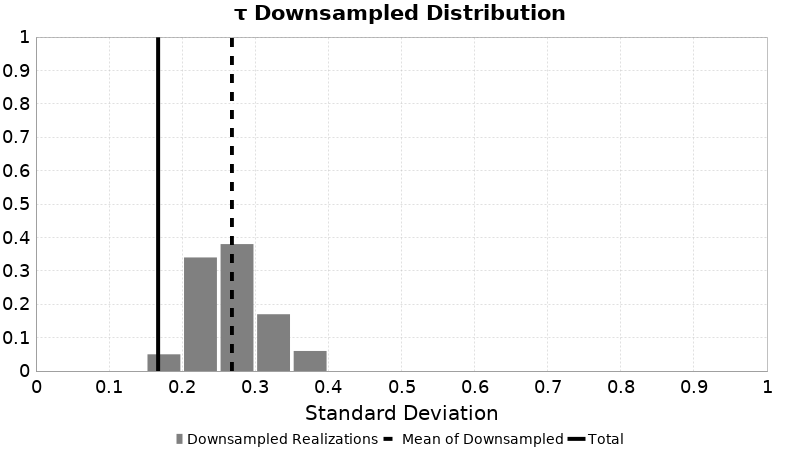 τ Downsampled Distribution
1
0.9
0.8
0.7
0.6
0.5
0.4
0.3
0.2
0.1
0
0 0.1 0.2 0.3 0.4 0.5 0.6 0.7 0.8 0.9 1
Standard Deviation
Downsampled Realizations Mean of Downsampled Total